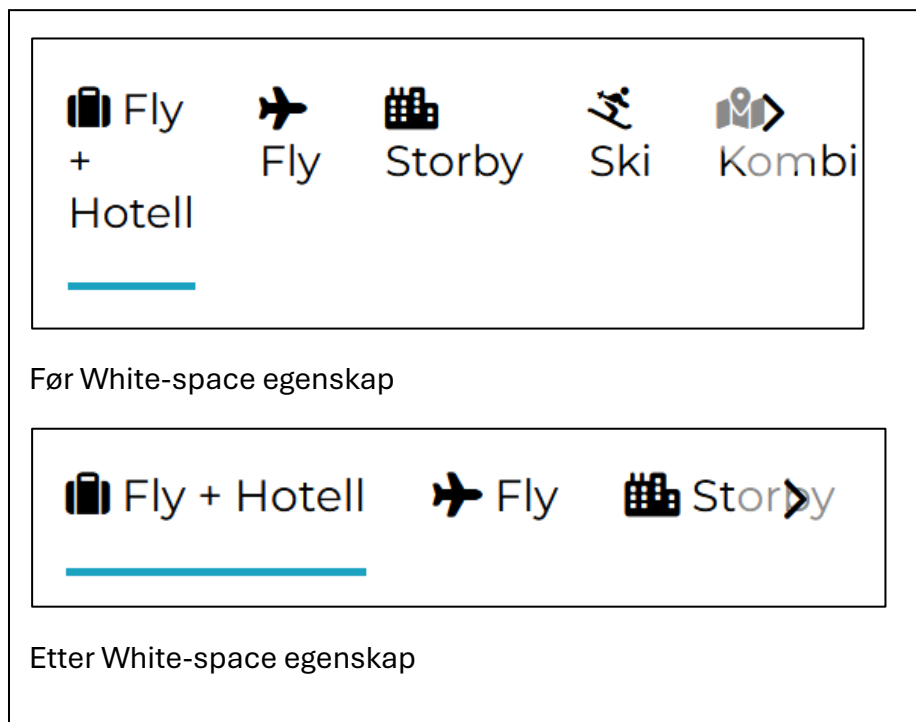 Fly
+
Hotell
Fly
Storby
Ski
Kombi
Før White-space egenskap
Fly + Hotell
Fly
Storby
Etter White-space egenskap